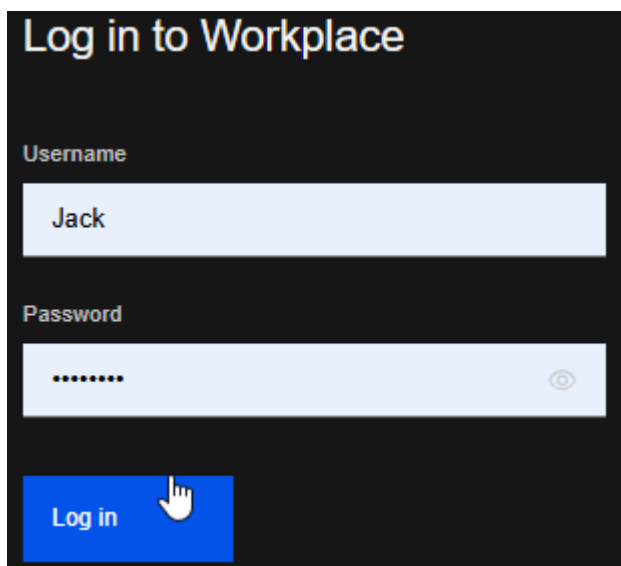 Log in to Workplace
Username
Jack
Password
••••••••
Log in